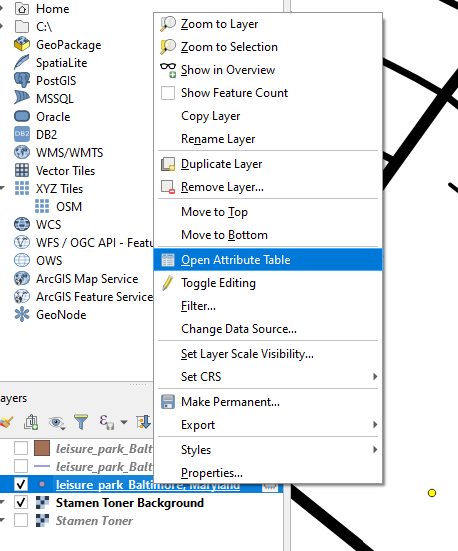 Home
C:\
GeoPackage
SpatiaLite
PostGIS
MSSQL
Oracle
DB2
DB2
WMS/WMTS
Vector Tiles
XYZ Tiles
OSM
WCS
WFS / OGC API - Featu
OWS
ArcGIS Map Service
ArcGIS Feature Service
GeoNode
Zoom to Layer
Zoom to Selection
Show in Overview
Show Feature Count
Copy Layer
Rename Layer
Duplicate Layer
Remove Layer...
Move to Top
Move to Bottom
Open Attribute Table
Toggle Editing
Filter...
Change Data Source...
Set Layer Scale Visibility...
Set CRS
Make Permanent...
Export
Styles
Properties...
ayers
leisure_park_Balt
leisure_park_Balt
leisure_park_Baltimore, Maryland
Stamen Toner Background
Stamen Toner